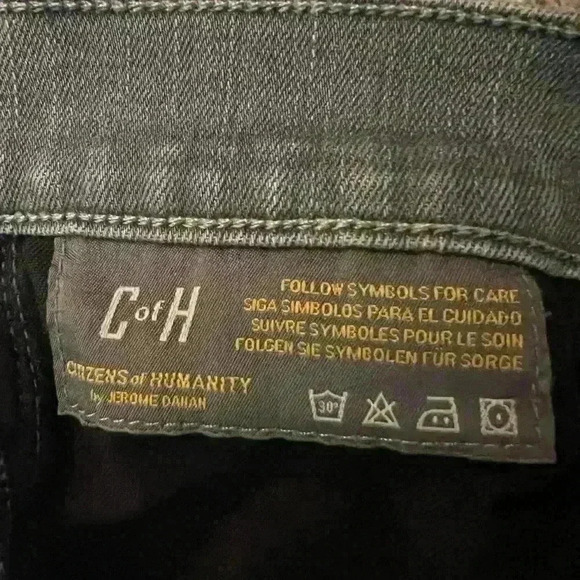 C of H
CITIZENS of HUMANITY
by JEROME DAHAN
FOLLOW SYMBOLS FOR CARE
SIGA SIMBOLOS PARA EL CUIDADO
SUIVRE SYMBOLES POUR LE SOIN
FOLGEN SIE SYMBOLEN FÜR SORGE
30°